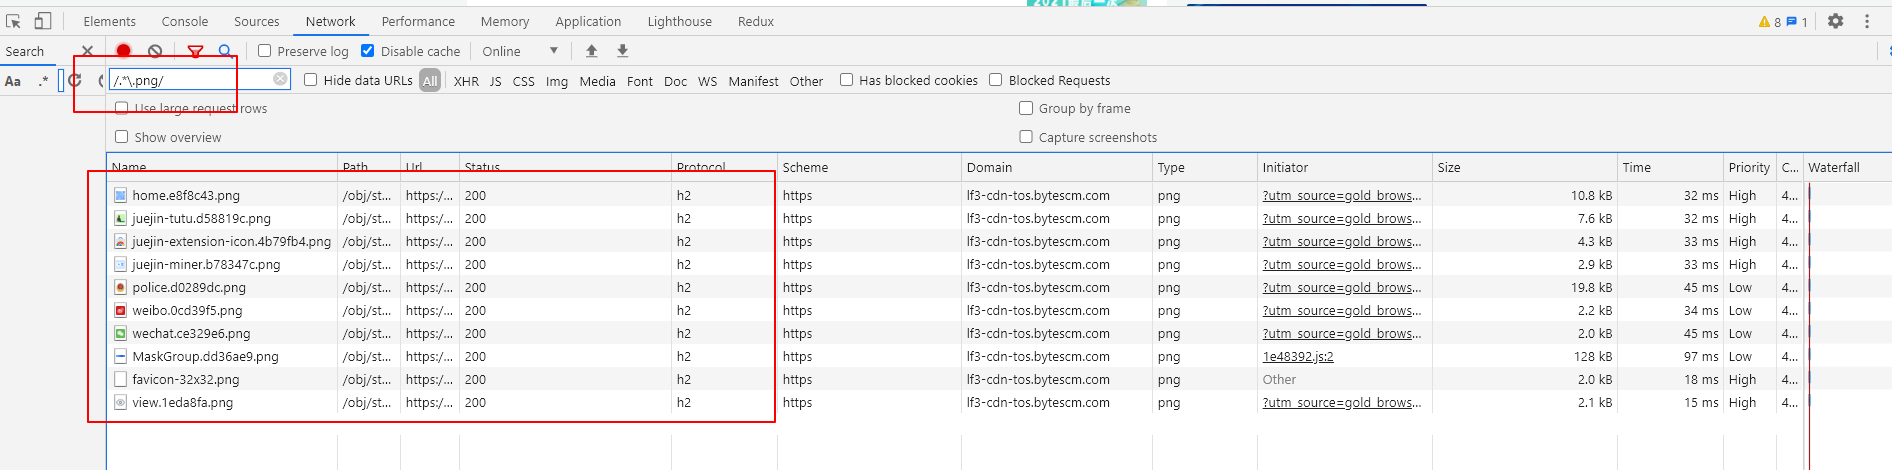 2021最后一次
Elements Console Sources Network Performance Memory Application Lighthouse Redux 8 1
Search Preserve log Disable cache Online
Aa .* /.*\.png/ Hide data URLs All XHR JS CSS Img Media Font Doc WS Manifest Other Has blocked cookies Blocked Requests
Use large request rows Group by frame
Show overview Capture screenshots
Name Path Url Status Protocol Scheme Domain Type Initiator Size Time Priority C... Waterfall
home.e8f8c43.png /obj/st... https:/... 200 h2 https lf3-cdn-tos.bytescm.com png ?utm_source=gold_brows... 10.8 kB 32 ms High 4...
juejin-tutu.d58819c.png /obj/st... https:/... 200 h2 https lf3-cdn-tos.bytescm.com png ?utm_source=gold_brows... 7.6 kB 32 ms High 4...
juejin-extension-icon.4b79fb4.png /obj/st... https:/... 200 h2 https lf3-cdn-tos.bytescm.com png ?utm_source=gold_brows... 4.3 kB 33 ms High 4...
juejin-miner.b78347c.png /obj/st... https:/... 200 h2 https lf3-cdn-tos.bytescm.com png ?utm_source=gold_brows... 2.9 kB 33 ms High 4...
police.d0289dc.png /obj/st... https:/... 200 h2 https lf3-cdn-tos.bytescm.com png ?utm_source=gold_brows... 19.8 kB 45 ms Low 4...
weibo.0cd39f5.png /obj/st... https:/... 200 h2 https lf3-cdn-tos.bytescm.com png ?utm_source=gold_brows... 2.2 kB 34 ms Low 4...
wechat.ce329e6.png /obj/st... https:/... 200 h2 https lf3-cdn-tos.bytescm.com png ?utm_source=gold_brows... 2.0 kB 45 ms Low 4...
MaskGroup.dd36ae9.png /obj/st... https:/... 200 h2 https lf3-cdn-tos.bytescm.com png 1e48392.js:2 128 kB 97 ms Low 4...
favicon-32x32.png /obj/st... https:/... 200 h2 https lf3-cdn-tos.bytescm.com png Other 2.0 kB 18 ms High 4...
view.1eda8fa.png /obj/st... https:/... 200 h2 https lf3-cdn-tos.bytescm.com png ?utm_source=gold_brows... 2.1 kB 15 ms High 4...